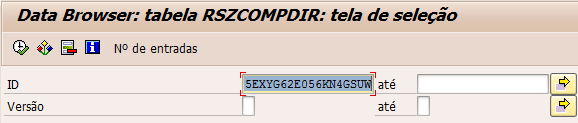 Data Browser: tabela RSZCOMPDIR: tela de seleção
Nº de entradas
ID 5EXYG62E056KN4GSUW até
Versão até